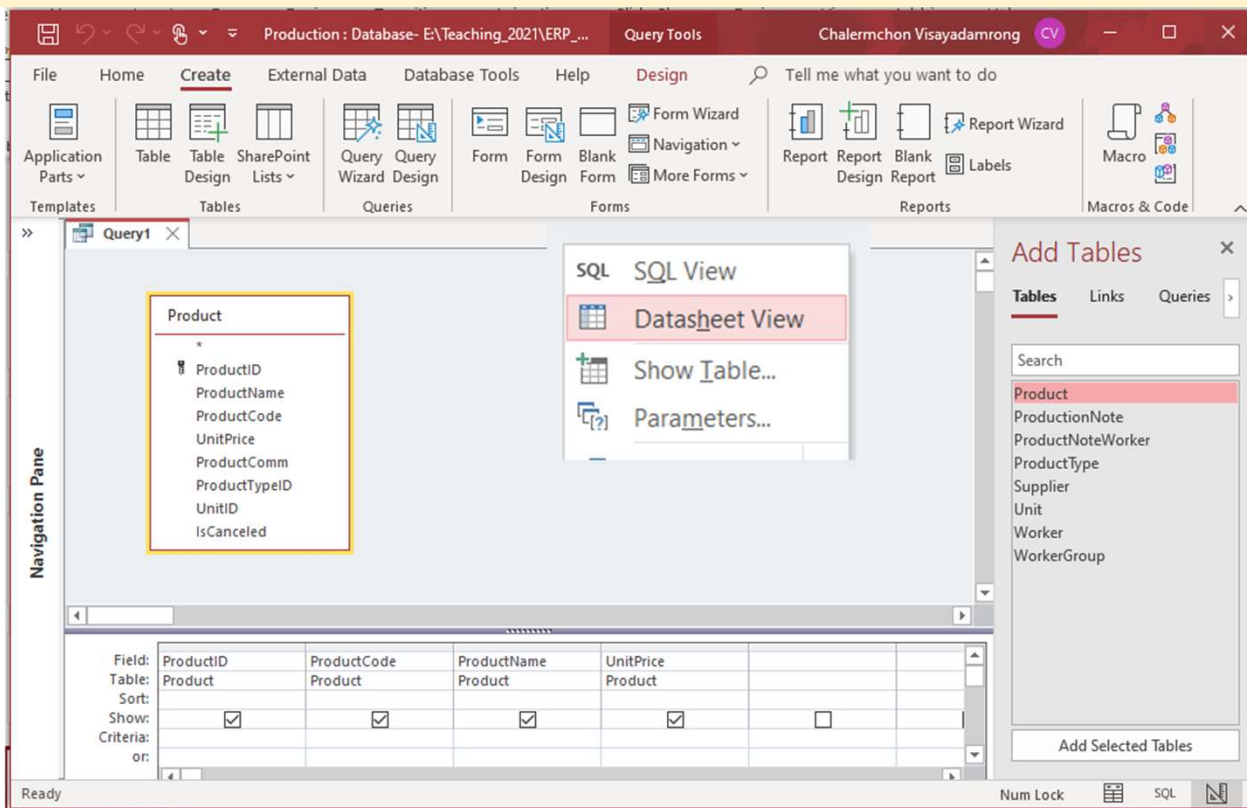 Production : Database- E:\Teaching_2021\ERP_... Query Tools Chalermchon Visayadamrong CV
File Home Create External Data Database Tools Help Design Tell me what you want to do
Application Parts
Templates
Table
Table Design
SharePoint Lists
Tables
Query Wizard
Query Design
Queries
Form
Form Design
Blank Form
Form Wizard
Navigation
More Forms
Forms
Report
Report Design
Blank Report
Report Wizard
Labels
Reports
Macro
Macros & Code
Query1
Navigation Pane
Product
*
ProductID
ProductName
ProductCode
UnitPrice
ProductComm
ProductTypeID
UnitID
IsCanceled
SQL SQL View
Datasheet View
Show Table...
Parameters...
Add Tables
Tables Links Queries
Search
Product
ProductionNote
ProductNoteWorker
ProductType
Supplier
Unit
Worker
WorkerGroup
Add Selected Tables
Field: ProductID ProductCode ProductName UnitPrice
Table: Product Product Product Product
Sort:
Show:
Criteria:
or:
Ready Num Lock SQL